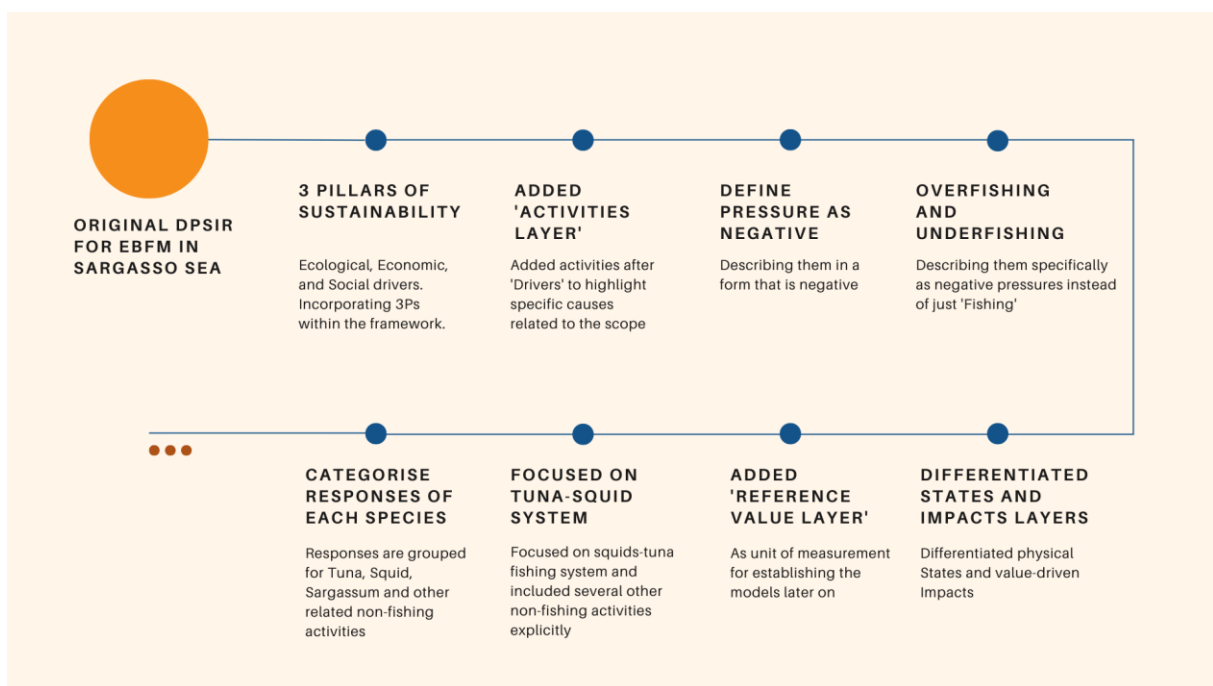 ORIGINAL DPSIR
FOR EBFM IN
SARGASSO SEA
3 PILLARS OF
SUSTAINABILITY
Ecological, Economic,
and Social drivers.
Incorporating 3Ps
within the framework.
ADDED
'ACTIVITIES
LAYER'
Added activities after
'Drivers' to highlight
specific causes
related to the scope
DEFINE
PRESSURE AS
NEGATIVE
Describing them in a
form that is negative
OVERFISHING
AND
UNDERFISHING
Describing them specifically
as negative pressures instead
of just 'Fishing'
DIFFERENTIATED
STATES AND
IMPACTS LAYERS
Differentiated physical
States and value-driven
Impacts
ADDED
'REFERENCE
VALUE LAYER'
As unit of measurement
for establishing the
models later on
FOCUSED ON
TUNA-SQUID
SYSTEM
Focused on squids-tuna
fishing system and
included several other
non-fishing activities
explicitly
CATEGORISE
RESPONSES OF
EACH SPECIES
Responses are grouped
for Tuna, Squid,
Sargassum and other
related non-fishing
activities